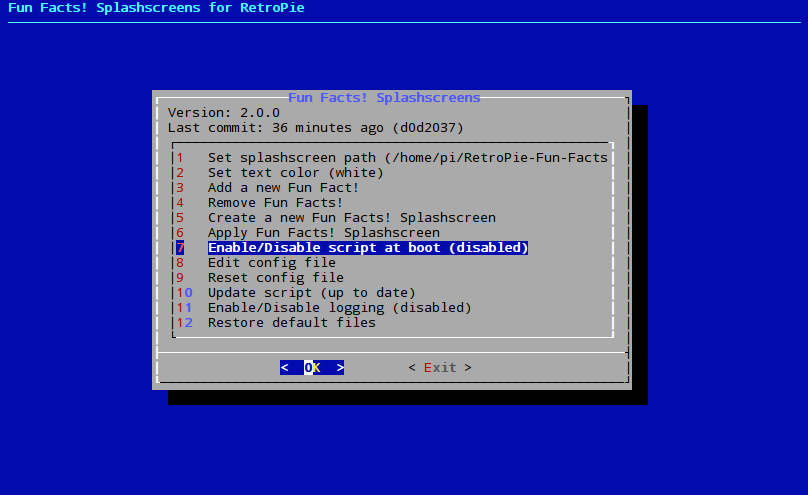 Fun Facts! Splashscreens for RetroPie
Fun Facts! Splashscreens
Version: 2.0.0
Last commit: 36 minutes ago (d0d2037)
1 Set splashscreen path (/home/pi/RetroPie-Fun-Facts
2 Set text color (white)
3 Add a new Fun Fact!
4 Remove Fun Facts!
5 Create a new Fun Facts! Splashscreen
6 Apply Fun Facts! Splashscreen
7 Enable/Disable script at boot (disabled)
8 Edit config file
9 Reset config file
10 Update script (up to date)
11 Enable/Disable logging (disabled)
12 Restore default files
< OK > < Exit >